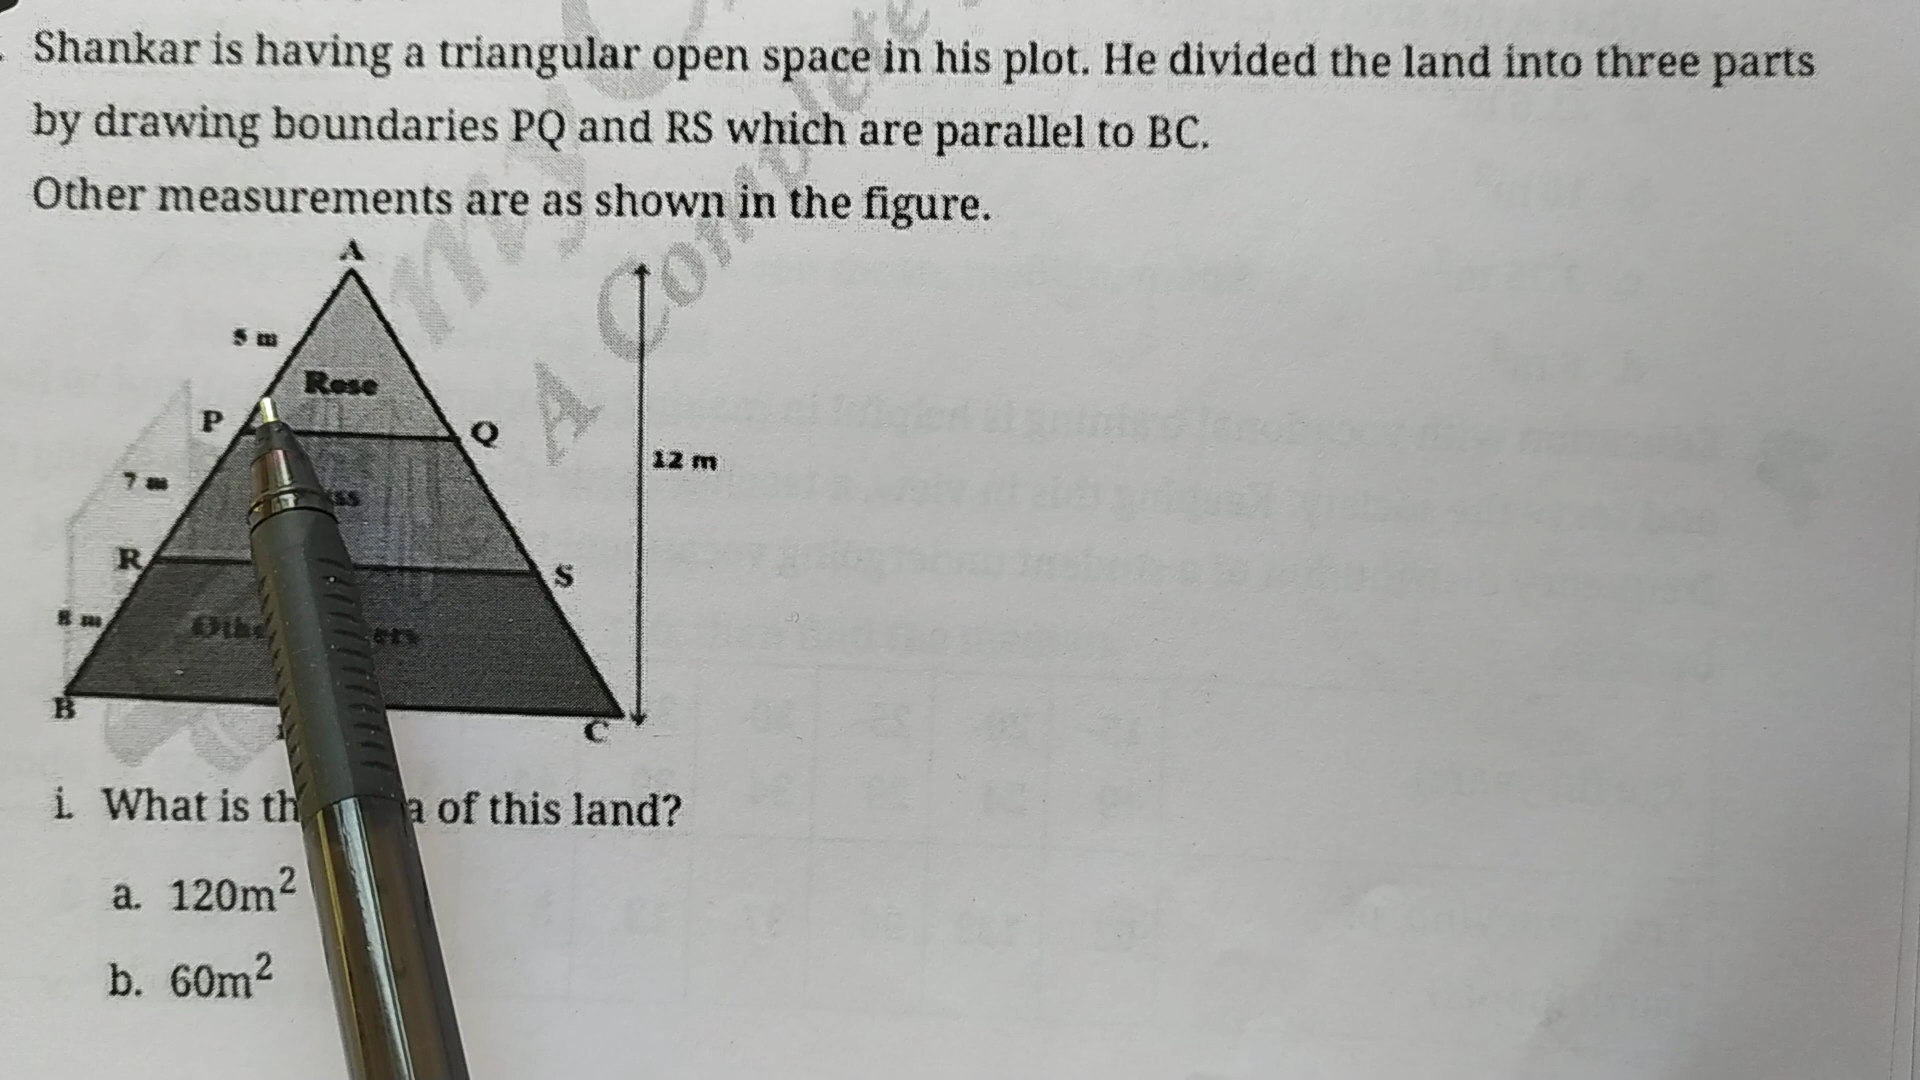 Shankar is having a triangular open space in his plot. He divided the land into three parts
by drawing boundaries PQ and RS which are parallel to BC.
Other measurements are as shown in the figure.
A
5 m
Rose
P
Q
12 m
7 m
R
S
8 m
B
C
i. What is of this land?
a. 120m²
b. 60m²
A Complete